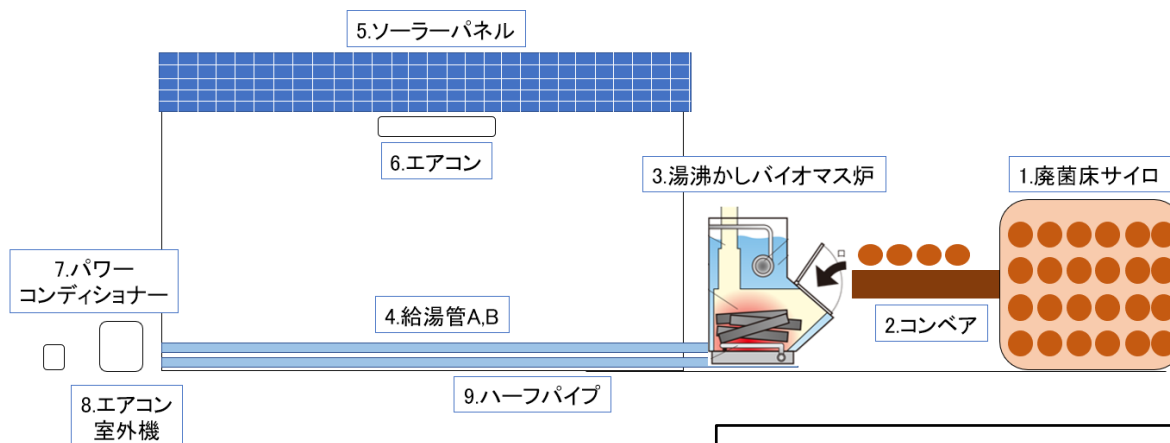 5.ソーラーパネル
6.エアコン
3.湯沸かしバイオマス炉
1.廃菌床サイロ
7.パワー
コンディショナー
4.給湯管A,B
2.コンベア
8.エアコン
室外機
9.ハーフパイプ